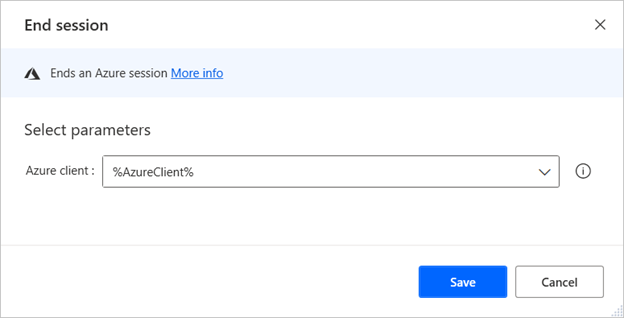 End session
Ends an Azure session More info
Select parameters
Azure client :
%AzureClient%
Save
Cancel